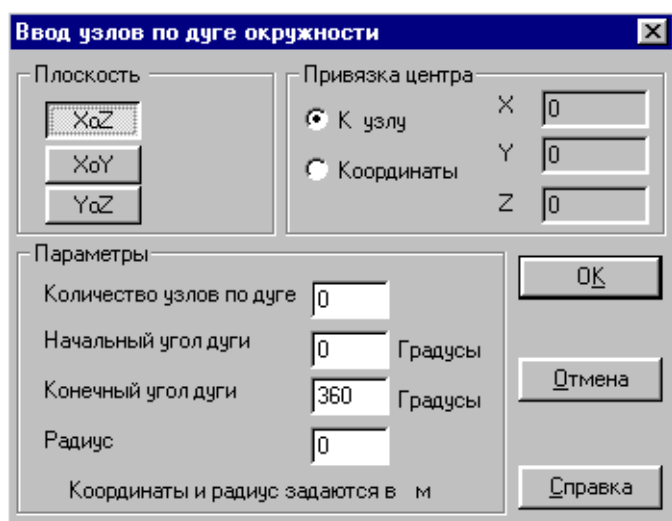 Ввод узлов по дуге окружности
Плоскость
XoZ
XoY
YoZ
Привязка центра
К узлу
Координаты
X 0
Y 0
Z 0
Параметры
Количество узлов по дуге 0
Начальный угол дуги 0 Градусы
Конечный угол дуги 360 Градусы
Радиус 0
Координаты и радиус задаются в м
OK
Отмена
Справка